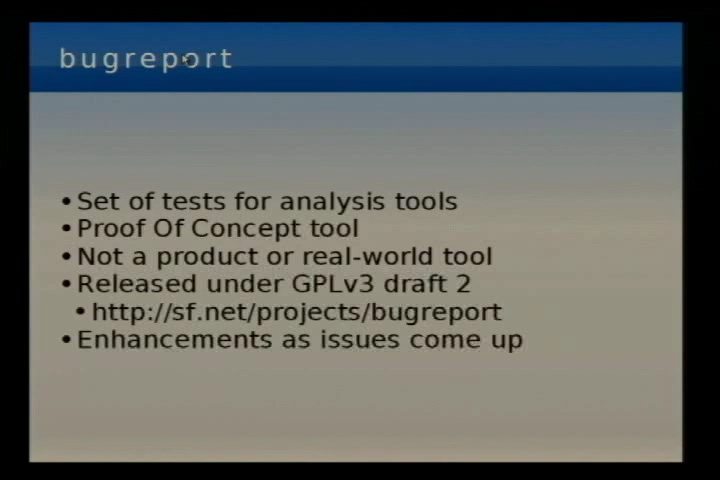 bugreport
•Set of tests for analysis tools
•Proof Of Concept tool
•Not a product or real-world tool
•Released under GPLv3 draft 2
•http://sf.net/projects/bugreport
•Enhancements as issues come up